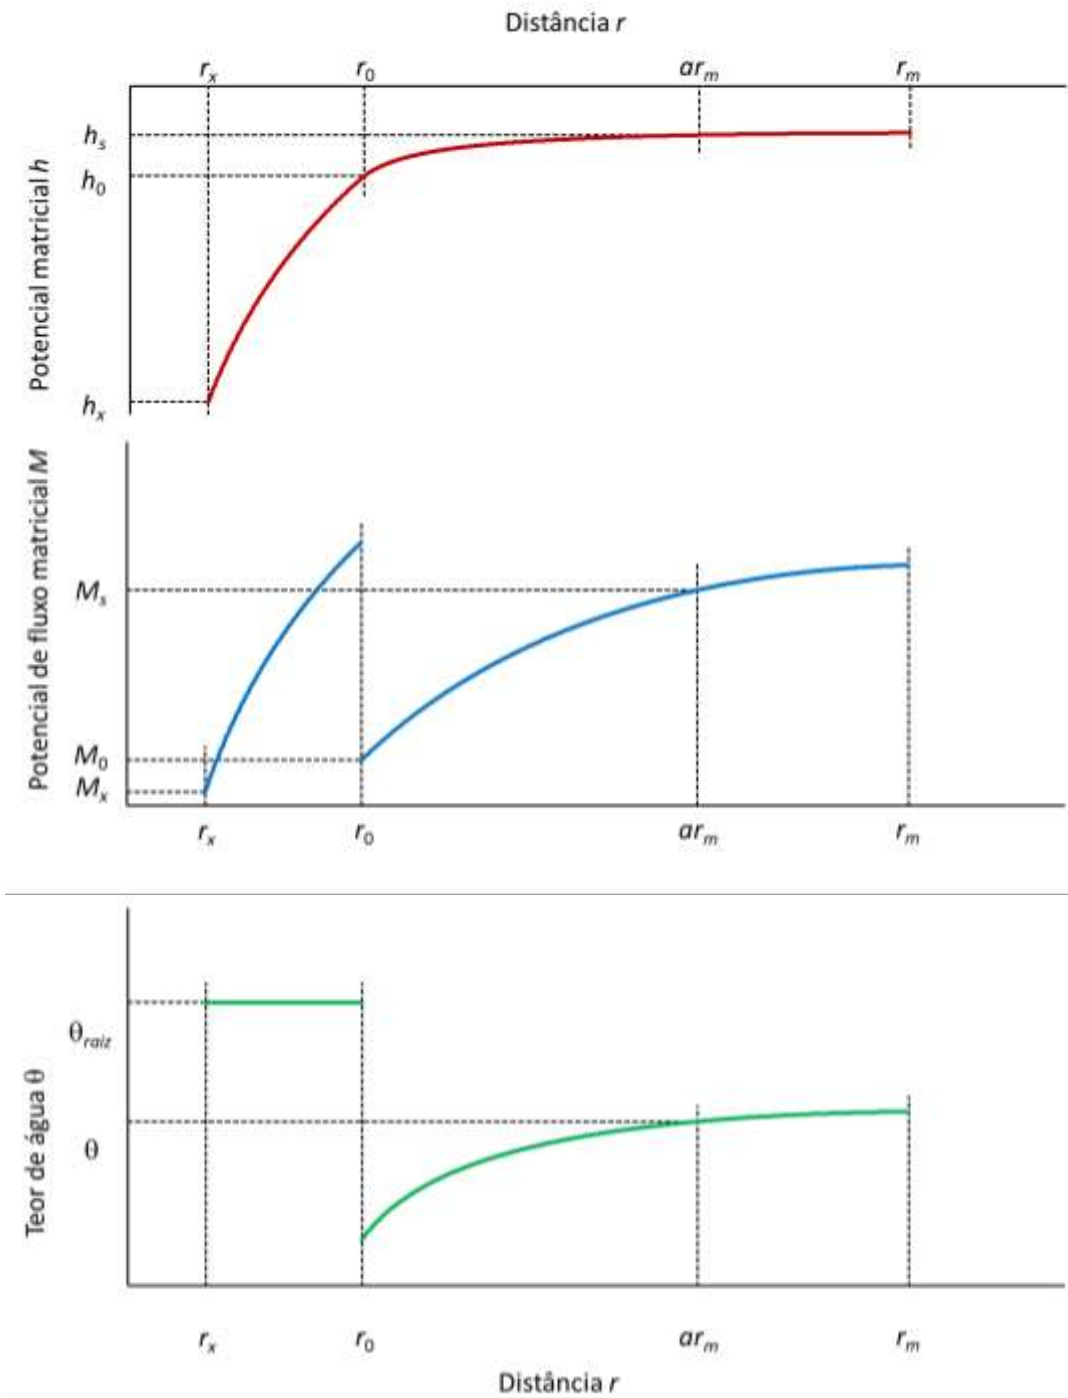 Distância r
rₓ r₀ arₘ rₘ
Potencial matricial h
hₛ
h₀
hₓ
Potencial de fluxo matricial M
Mₛ
M₀
Mₓ
rₓ r₀ arₘ rₘ
Teor de água θ
θraiz
θ
rₓ r₀ arₘ rₘ
Distância r